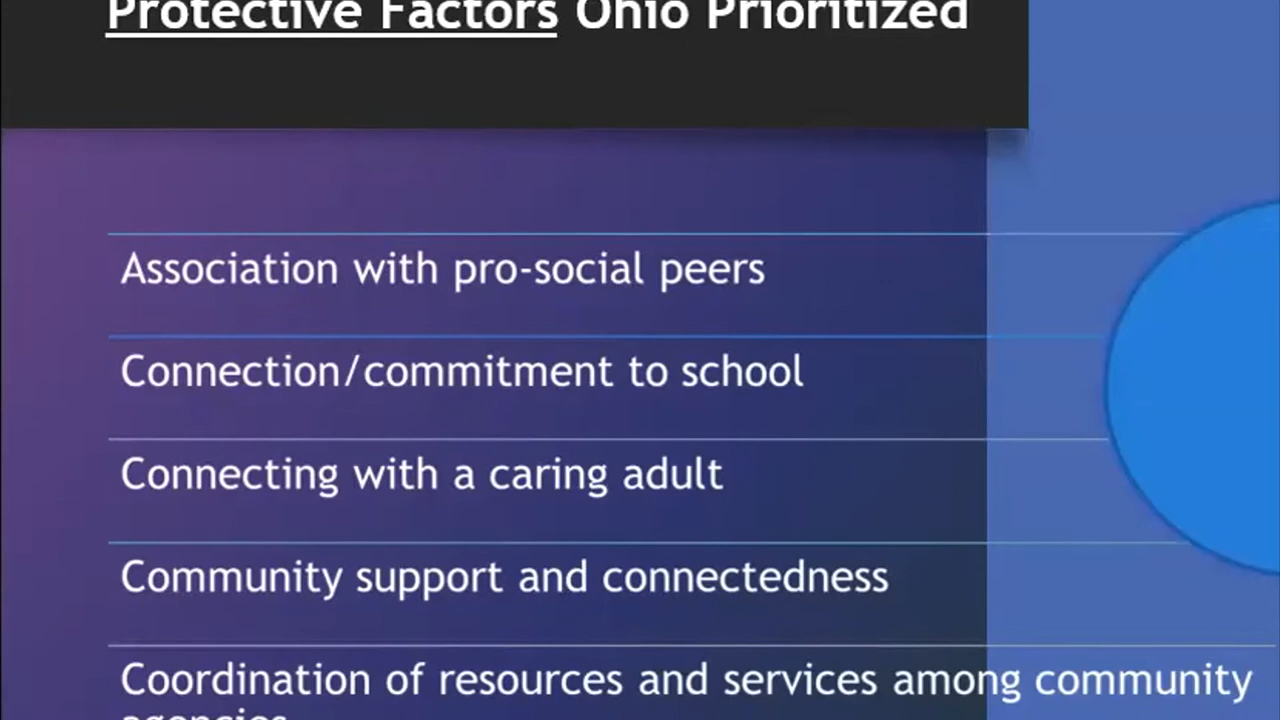 Protective Factors Ohio Prioritized
Association with pro-social peers
Connection/commitment to school
Connecting with a caring adult
Community support and connectedness
Coordination of resources and services among community
agencies